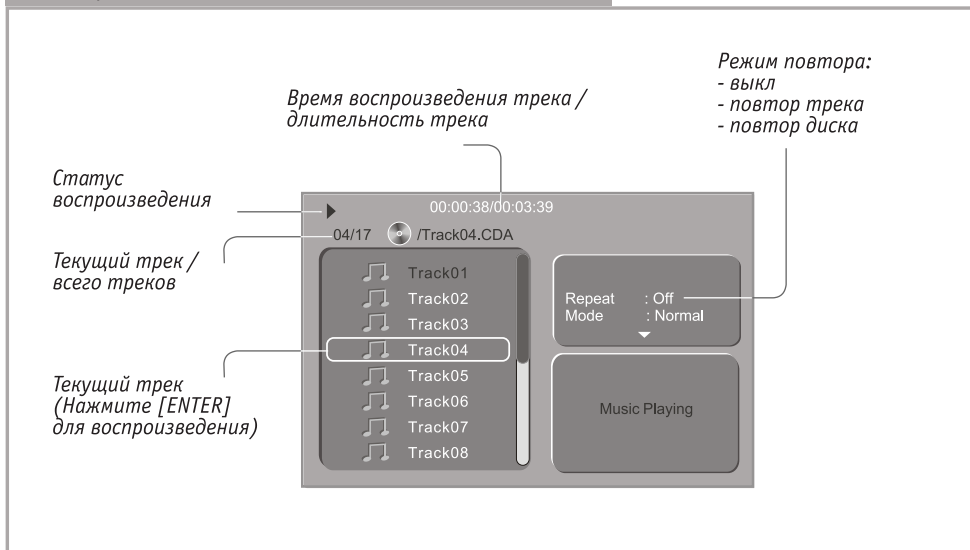 Режим повтора:
- выкл
- повтор трека
- повтор диска
Время воспроизведения трека /
длительность трека
Статус
воспроизведения
Текущий трек /
всего треков
Текущий трек
(Нажмите [ENTER]
для воспроизведения)
00:00:38/00:03:39
04/17 /Track04.CDA
Track01
Track02
Track03
Track04
Track05
Track06
Track07
Track08
Repeat : Off
Mode : Normal
Music Playing